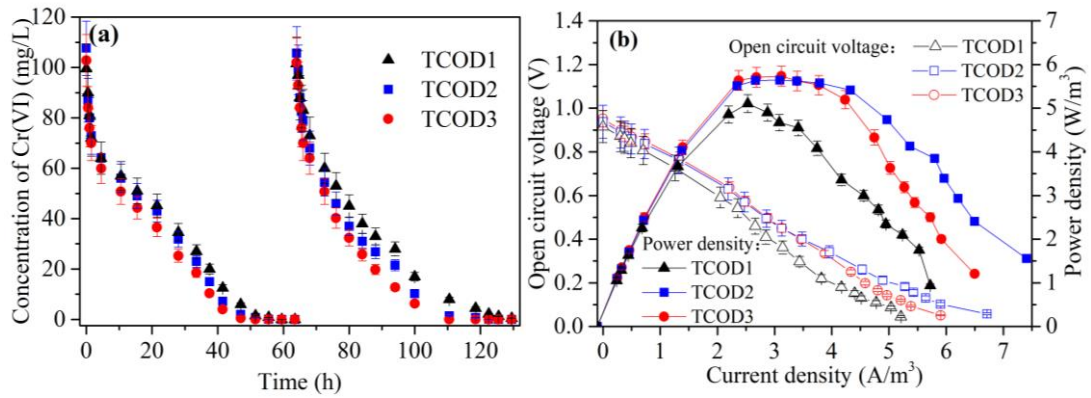 (a)
Concentration of Cr(VI) (mg/L)
120
100
80
60
40
20
0
TCOD1
TCOD2
TCOD3
0 20 40 60 80 100 120
Time (h)
(b)
Open circuit voltage (V)
1.4
1.2
1.0
0.8
0.6
0.4
0.2
0.0
Open circuit voltage:
TCOD1
TCOD2
TCOD3
Power density:
TCOD1
TCOD2
TCOD3
0 1 2 3 4 5 6 7
Current density (A/m³)
7
6
5
4
3
2
1
0
Power density (W/m³)